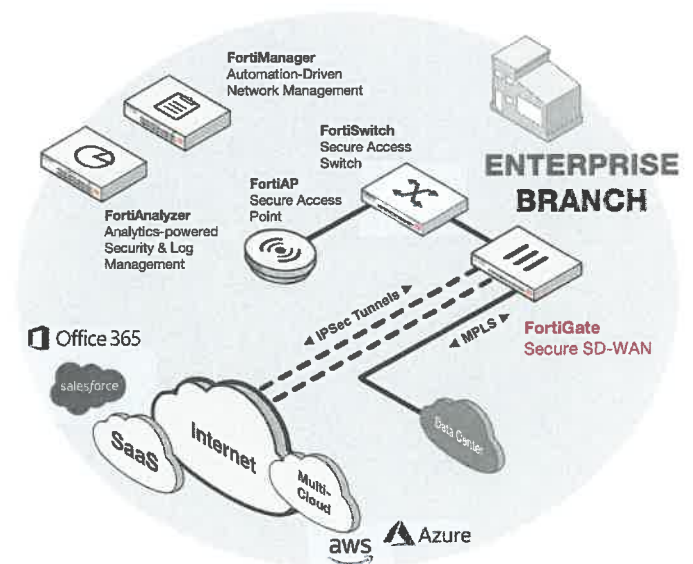 FortiManager
Automation-Driven
Network Management
FortiSwitch
Secure Access
Switch
ENTERPRISE
BRANCH
FortiAP
Secure Access
Point
FortiAnalyzer
Analytics-powered
Security & Log
Management
IPSec Tunnels
MPLS
FortiGate
Secure SD-WAN
Office 365
salesforce
SaaS
Internet
Multi-
Cloud
Data Center
aws
Azure